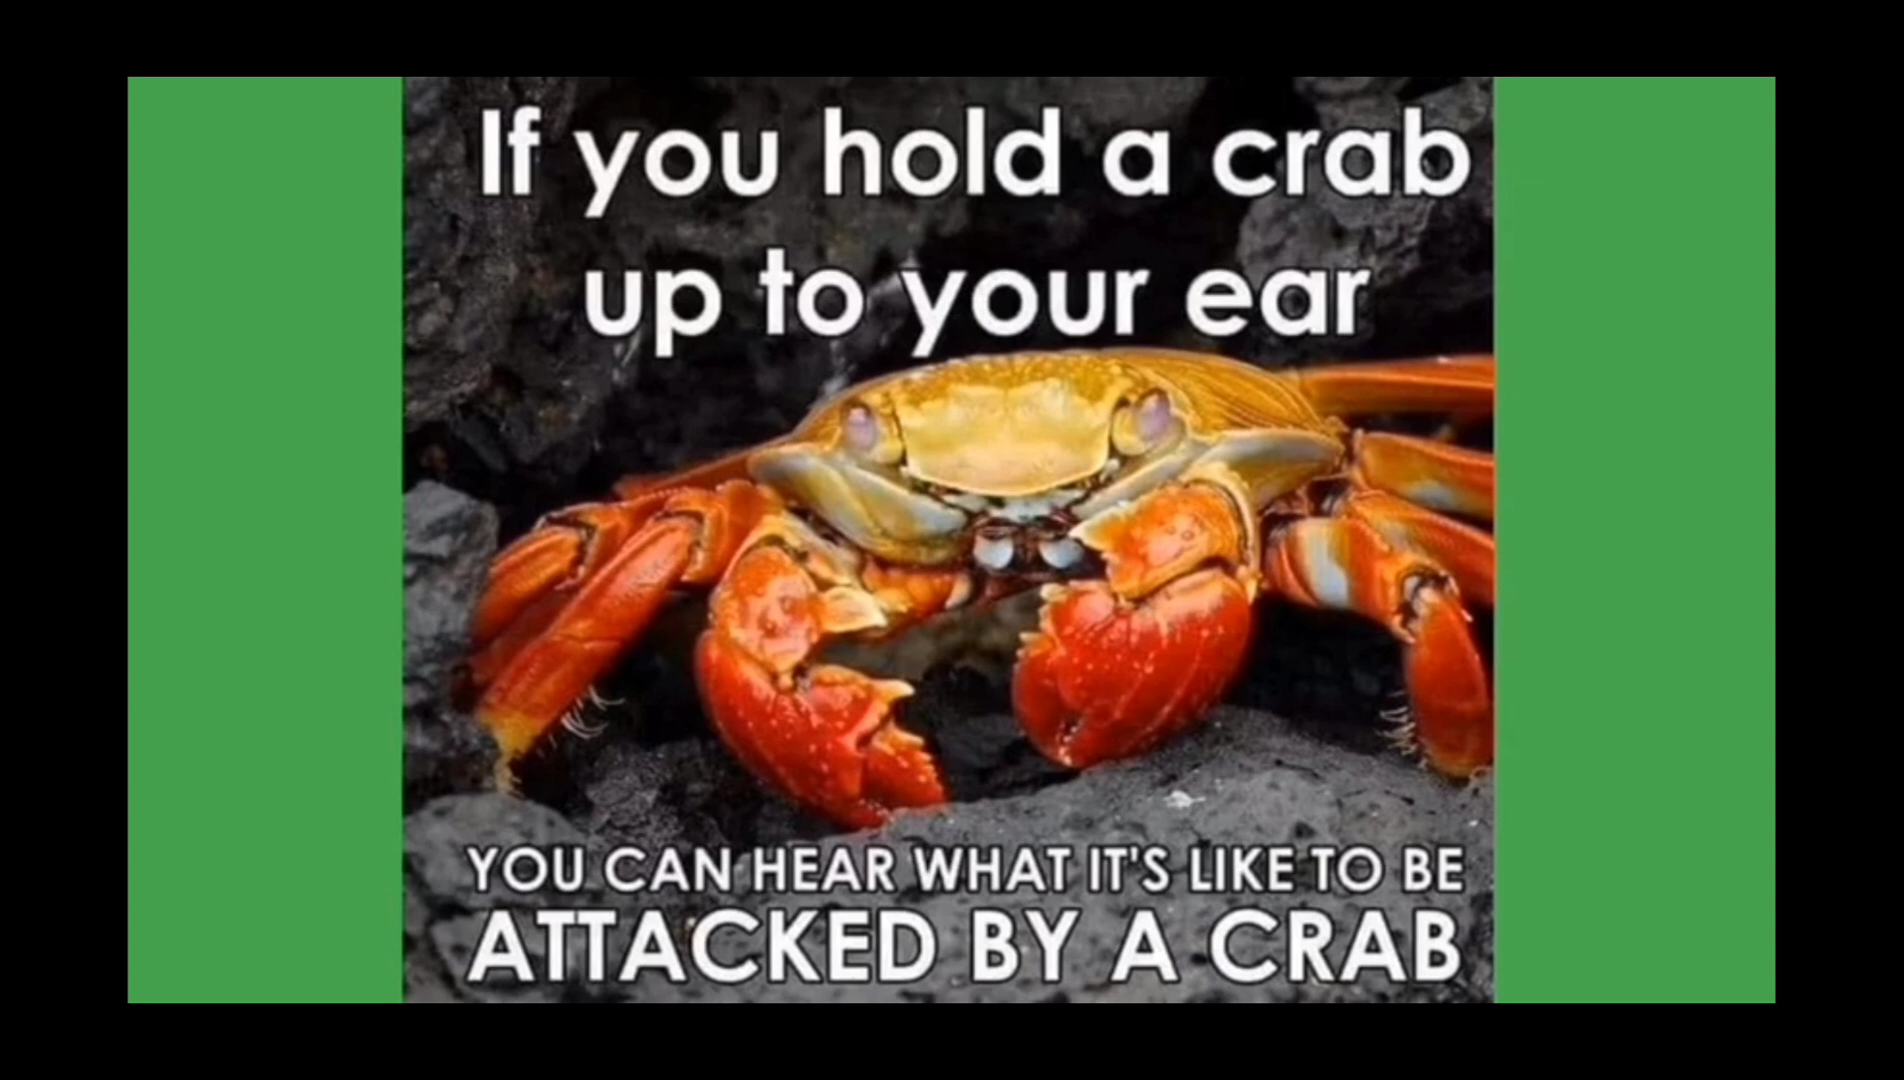 If you hold a crab
up to your ear
YOU CAN HEAR WHAT IT'S LIKE TO BE
ATTACKED BY A CRAB